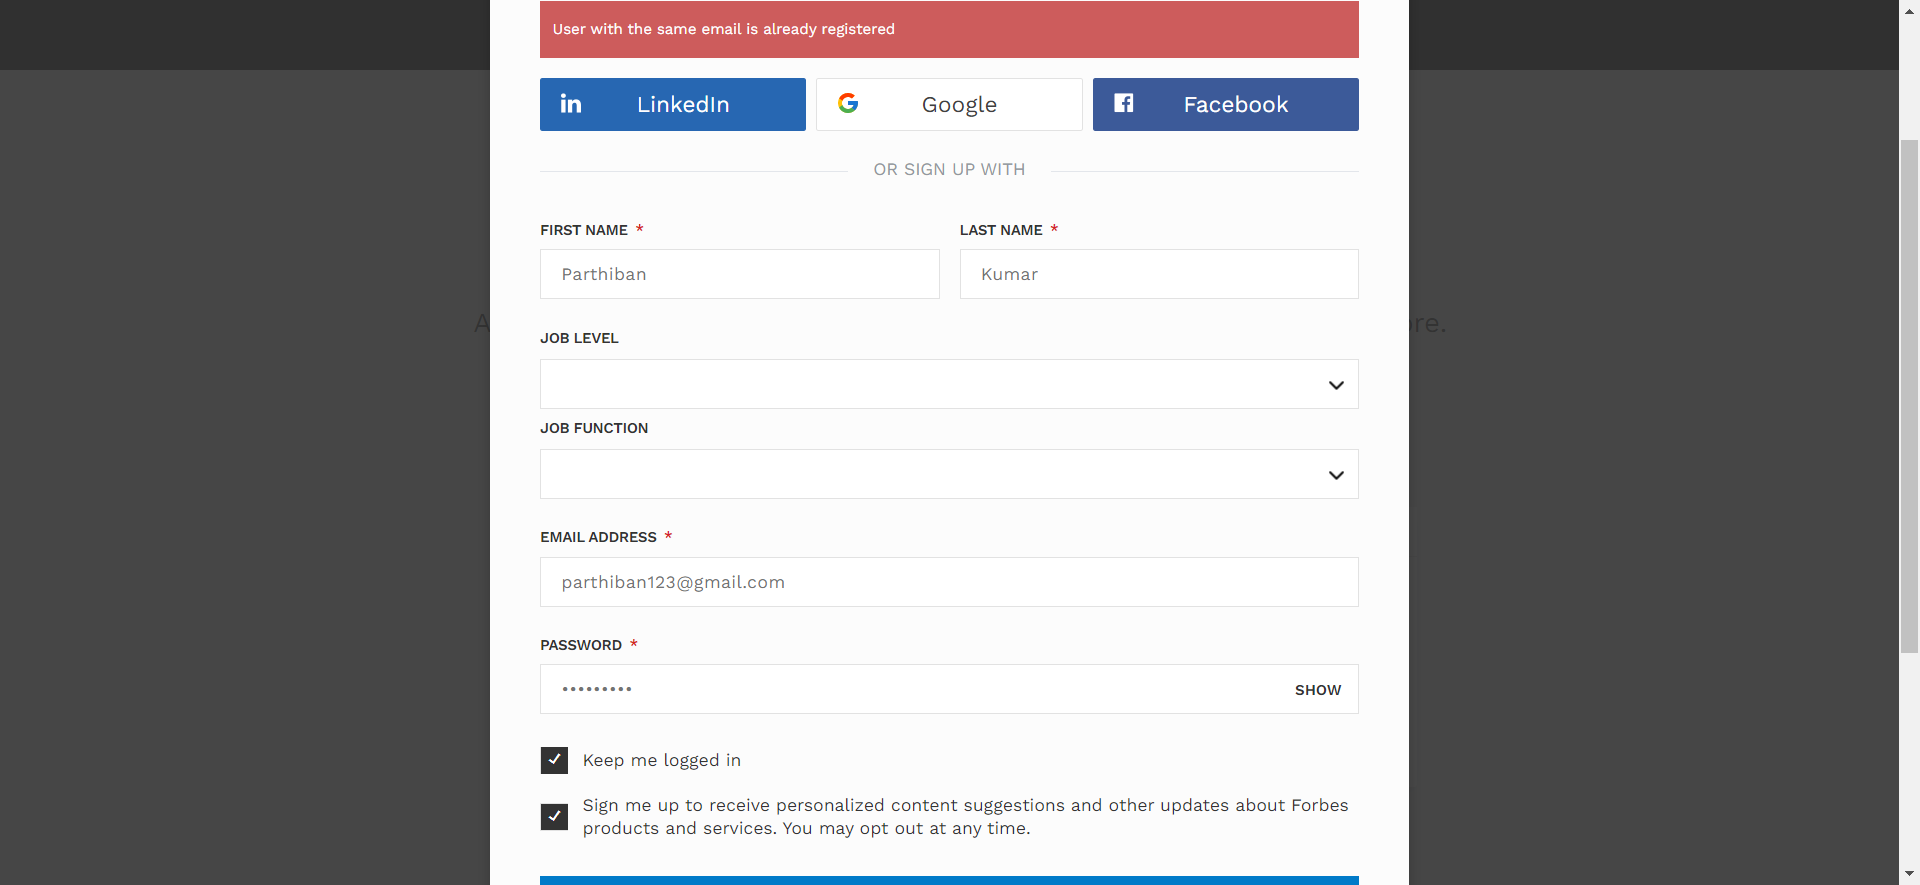 User with the same email is already registered
LinkedIn
Google
Facebook
OR SIGN UP WITH
FIRST NAME *
LAST NAME *
Parthiban
Kumar
A
ore.
JOB LEVEL
JOB FUNCTION
EMAIL ADDRESS *
parthiban123@gmail.com
PASSWORD *
•••••••••
SHOW
Keep me logged in
Sign me up to receive personalized content suggestions and other updates about Forbes
products and services. You may opt out at any time.